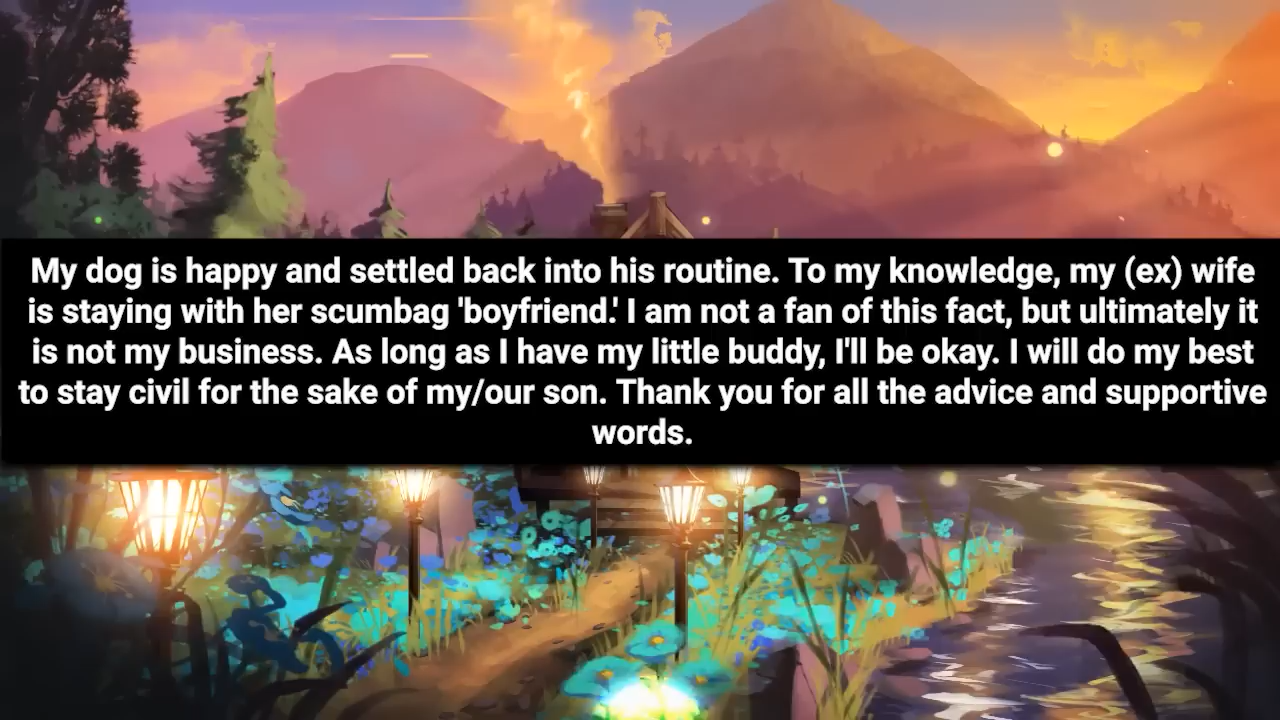 My dog is happy and settled back into his routine. To my knowledge, my (ex) wife
is staying with her scumbag 'boyfriend.' I am not a fan of this fact, but ultimately it
is not my business. As long as I have my little buddy, I'll be okay. I will do my best
to stay civil for the sake of my/our son. Thank you for all the advice and supportive
words.